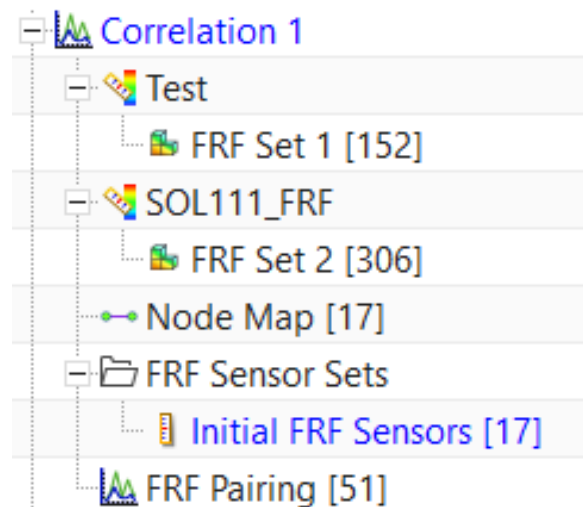 Correlation 1
Test
FRF Set 1 [152]
SOL111_FRF
FRF Set 2 [306]
Node Map [17]
FRF Sensor Sets
Initial FRF Sensors [17]
FRF Pairing [51]